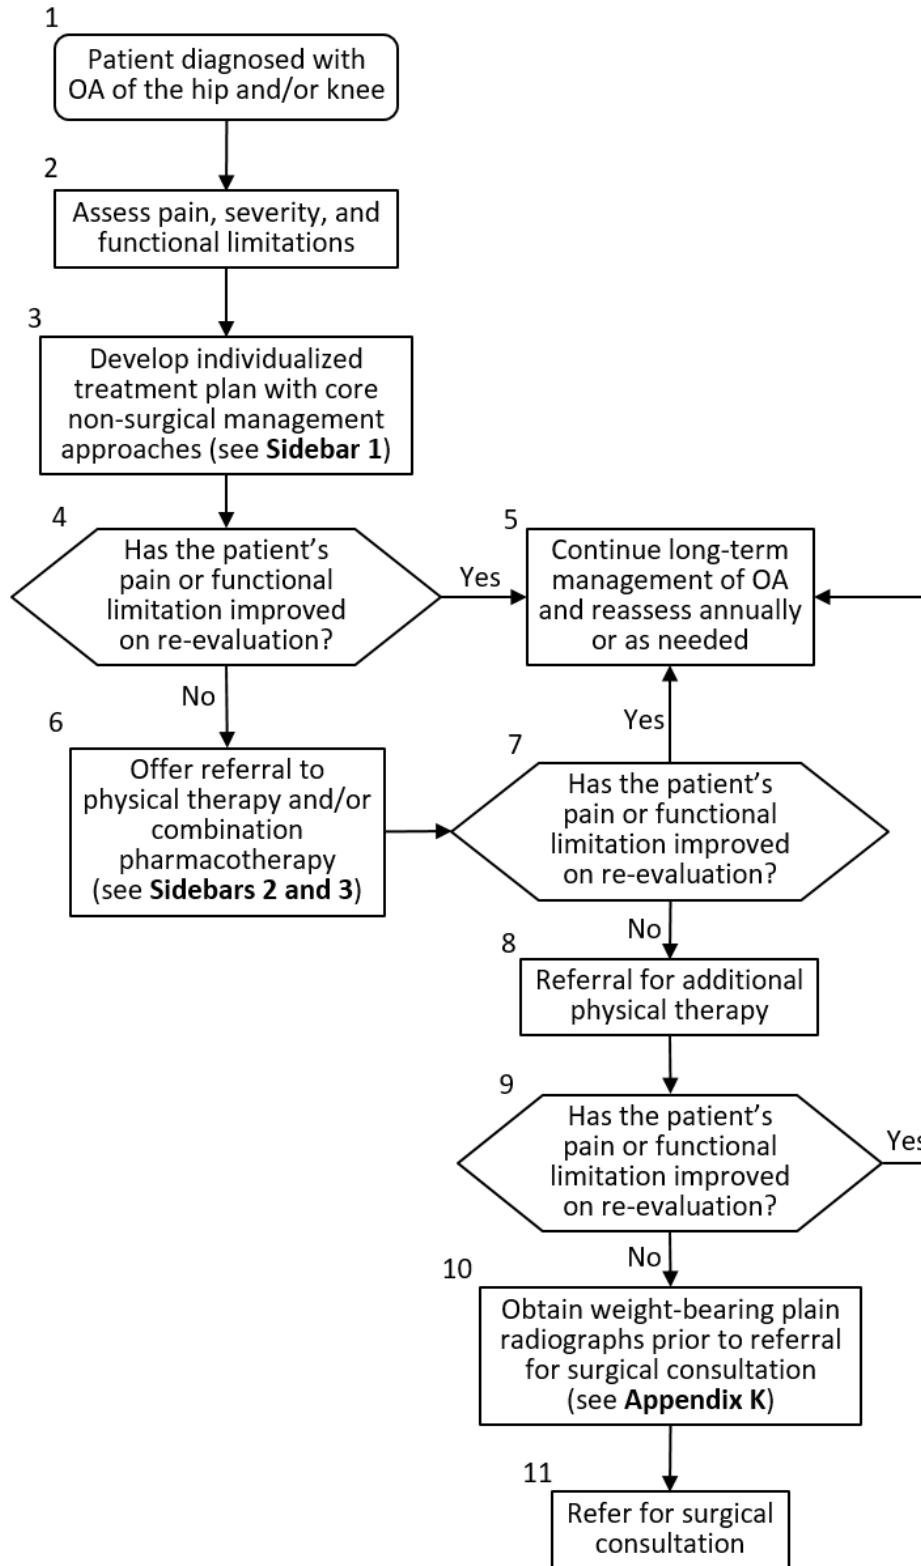 1
Patient diagnosed with
OA of the hip and/or knee
2
Assess pain, severity, and
functional limitations
3
Develop individualized
treatment plan with core
non-surgical management
approaches (see Sidebar 1)
4
Has the patient's
pain or functional
limitation improved
on re-evaluation?
Yes
5
Continue long-term
management of OA
and reassess annually
or as needed
No
6
Offer referral to
physical therapy and/or
combination
pharmacotherapy
(see Sidebars 2 and 3)
Yes
7
Has the patient's
pain or functional
limitation improved
on re-evaluation?
No
8
Referral for additional
physical therapy
9
Has the patient's
pain or functional
limitation improved
on re-evaluation?
Yes
No
10
Obtain weight-bearing plain
radiographs prior to referral
for surgical consultation
(see Appendix K)
11
Refer for surgical
consultation